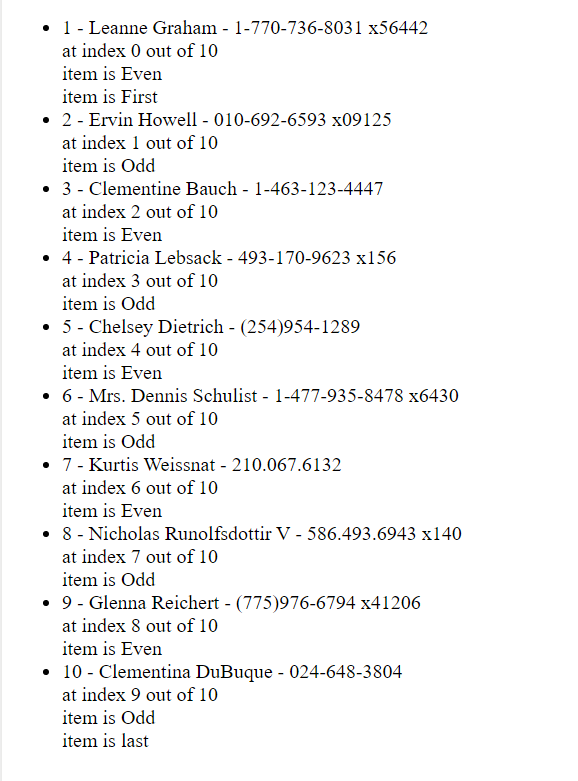 1 - Leanne Graham - 1-770-736-8031 x56442
at index 0 out of 10
item is Even
item is First
2 - Ervin Howell - 010-692-6593 x09125
at index 1 out of 10
item is Odd
3 - Clementine Bauch - 1-463-123-4447
at index 2 out of 10
item is Even
4 - Patricia Lebsack - 493-170-9623 x156
at index 3 out of 10
item is Odd
5 - Chelsey Dietrich - (254)954-1289
at index 4 out of 10
item is Even
6 - Mrs. Dennis Schulist - 1-477-935-8478 x6430
at index 5 out of 10
item is Odd
7 - Kurtis Weissnat - 210.067.6132
at index 6 out of 10
item is Even
8 - Nicholas Runolfsdottir V - 586.493.6943 x140
at index 7 out of 10
item is Odd
9 - Glenna Reichert - (775)976-6794 x41206
at index 8 out of 10
item is Even
10 - Clementina DuBuque - 024-648-3804
at index 9 out of 10
item is Odd
item is last